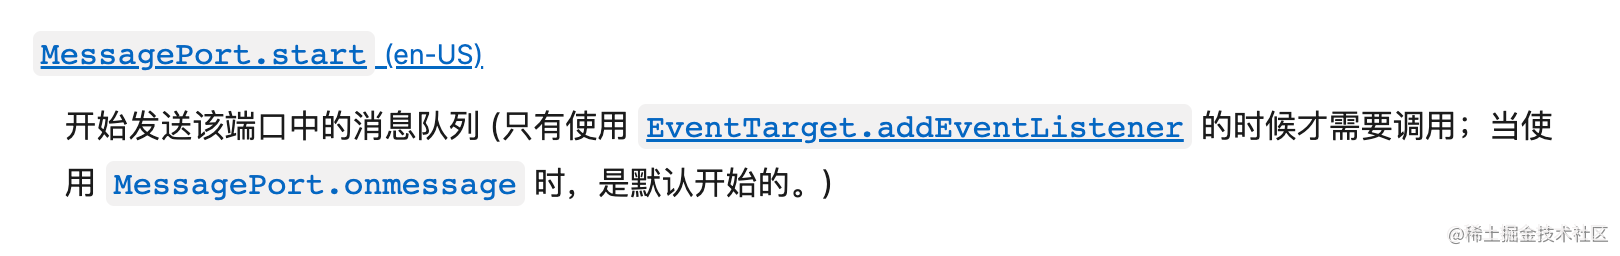 MessagePort.start (en-US)
开始发送该端口中的消息队列 (只有使用 EventTarget.addEventListener 的时候才需要调用；当使
用 MessagePort.onmessage 时，是默认开始的。)
@稀土掘金技术社区